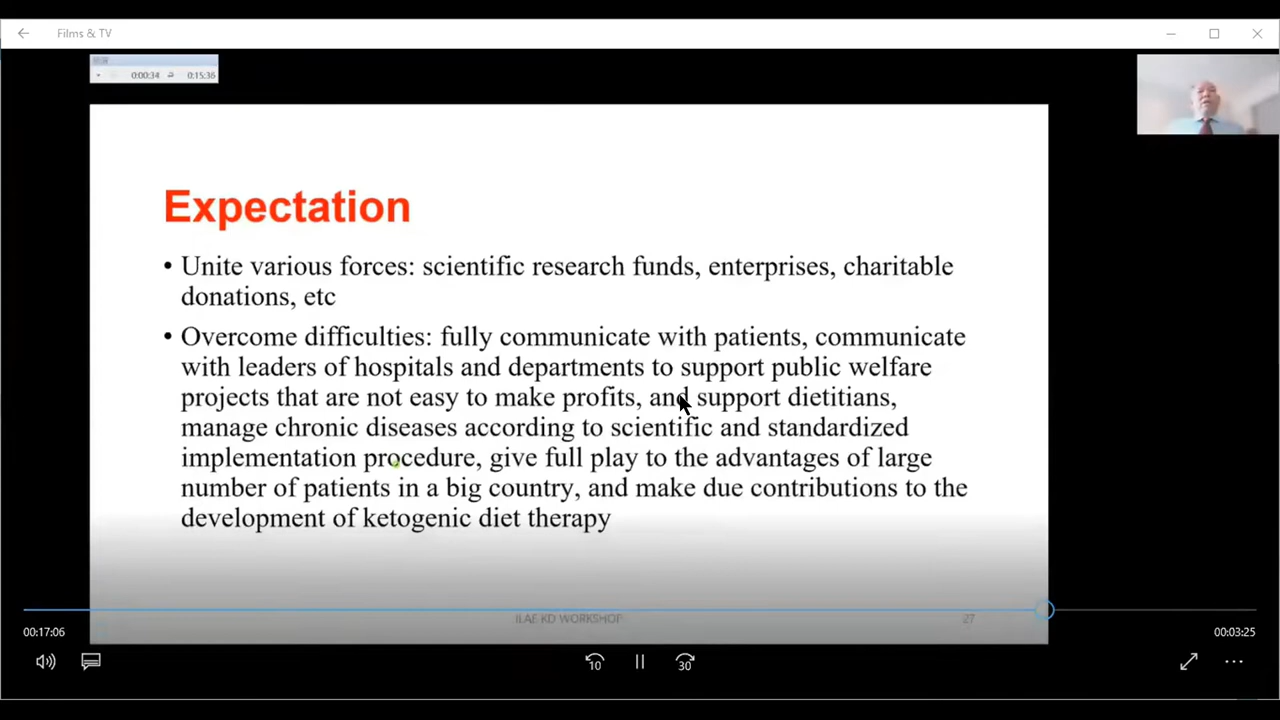 Films & TV
0:00:34 0:15:36
Expectation
• Unite various forces: scientific research funds, enterprises, charitable
donations, etc
• Overcome difficulties: fully communicate with patients, communicate
with leaders of hospitals and departments to support public welfare
projects that are not easy to make profits, and support dietitians,
manage chronic diseases according to scientific and standardized
implementation procedure, give full play to the advantages of large
number of patients in a big country, and make due contributions to the
development of ketogenic diet therapy
ILAE KD WORKSHOP 27
00:17:06 00:03:25
10 30